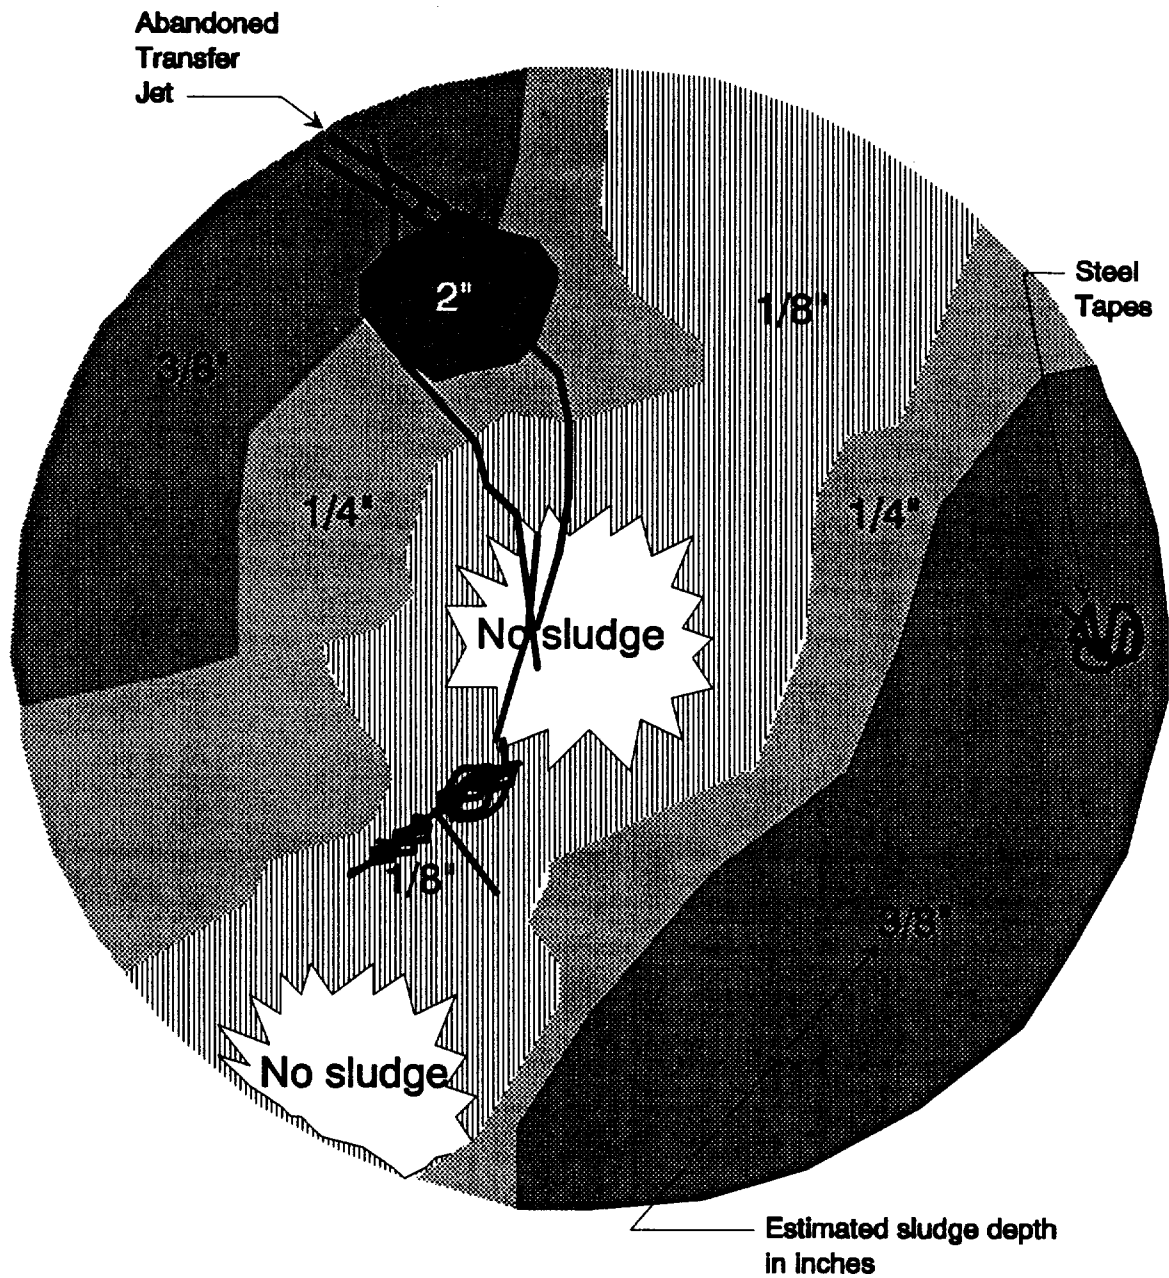 Abandoned
Transfer
Jet
Steel
Tapes
2"
1/8"
3/8"
1/4"
1/4"
No sludge
1/8"
3/8"
No sludge
Estimated sludge depth
in inches